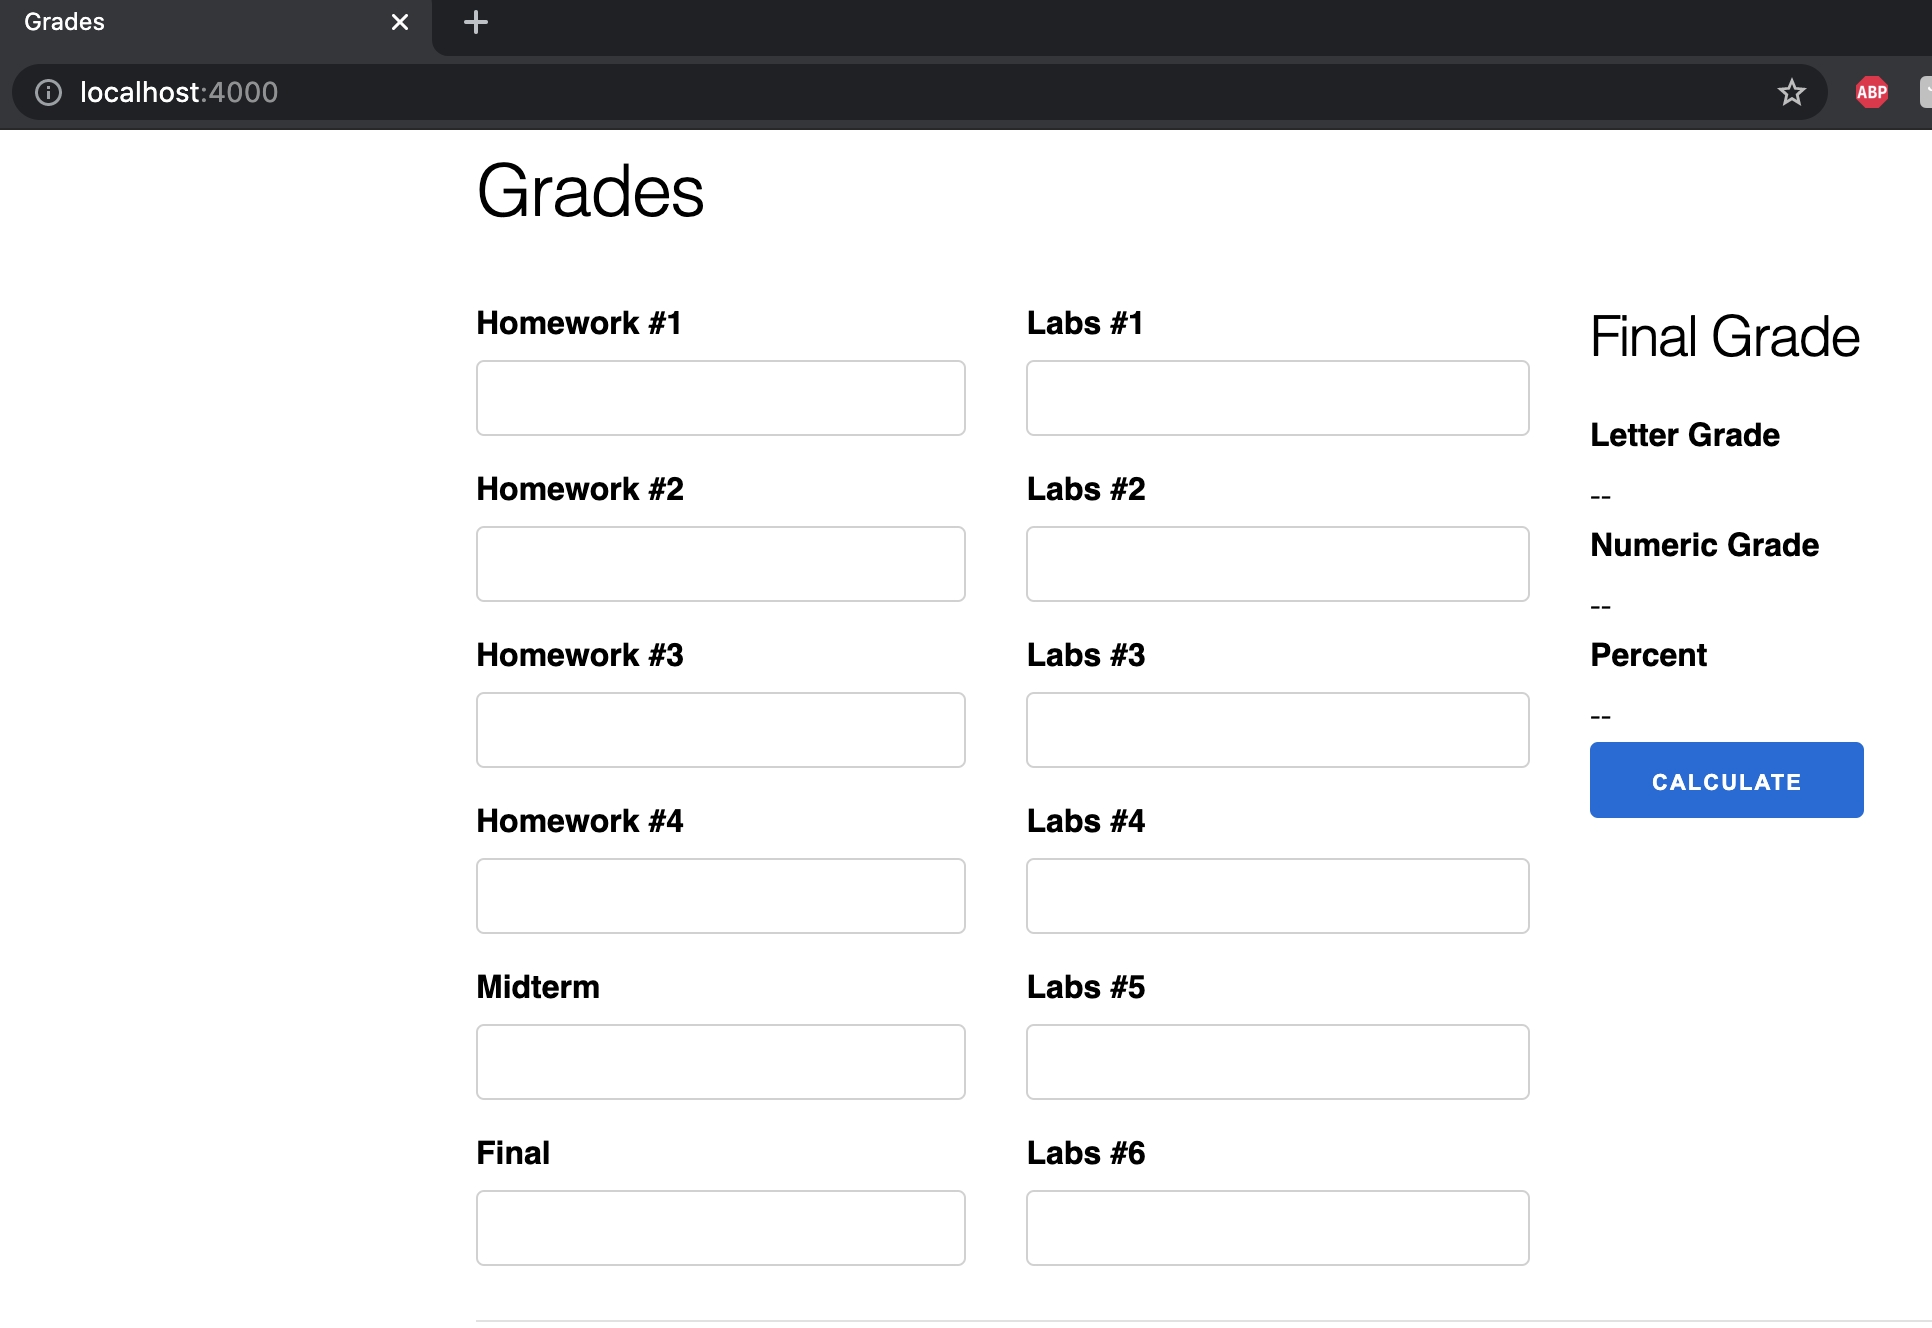 Grades
localhost:4000
ABP
Grades
Homework #1
Labs #1
Final Grade
Letter Grade
--
Homework #2
Labs #2
Numeric Grade
--
Homework #3
Labs #3
Percent
--
CALCULATE
Homework #4
Labs #4
Midterm
Labs #5
Final
Labs #6